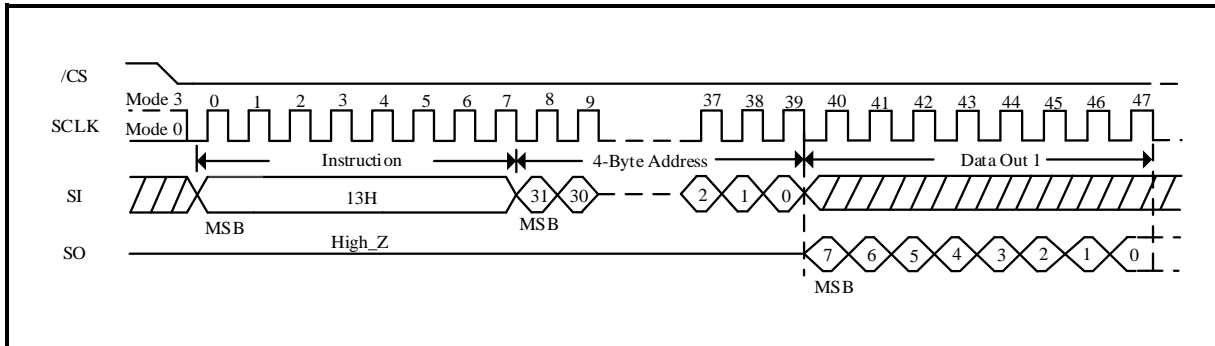 /CS
Mode 3 0 1 2 3 4 5 6 7 8 9 37 38 39 40 41 42 43 44 45 46 47
SCLK Mode 0
Instruction 4-Byte Address Data Out 1
SI 13H 31 30 2 1 0
MSB MSB
High_Z
SO 7 6 5 4 3 2 1 0
MSB